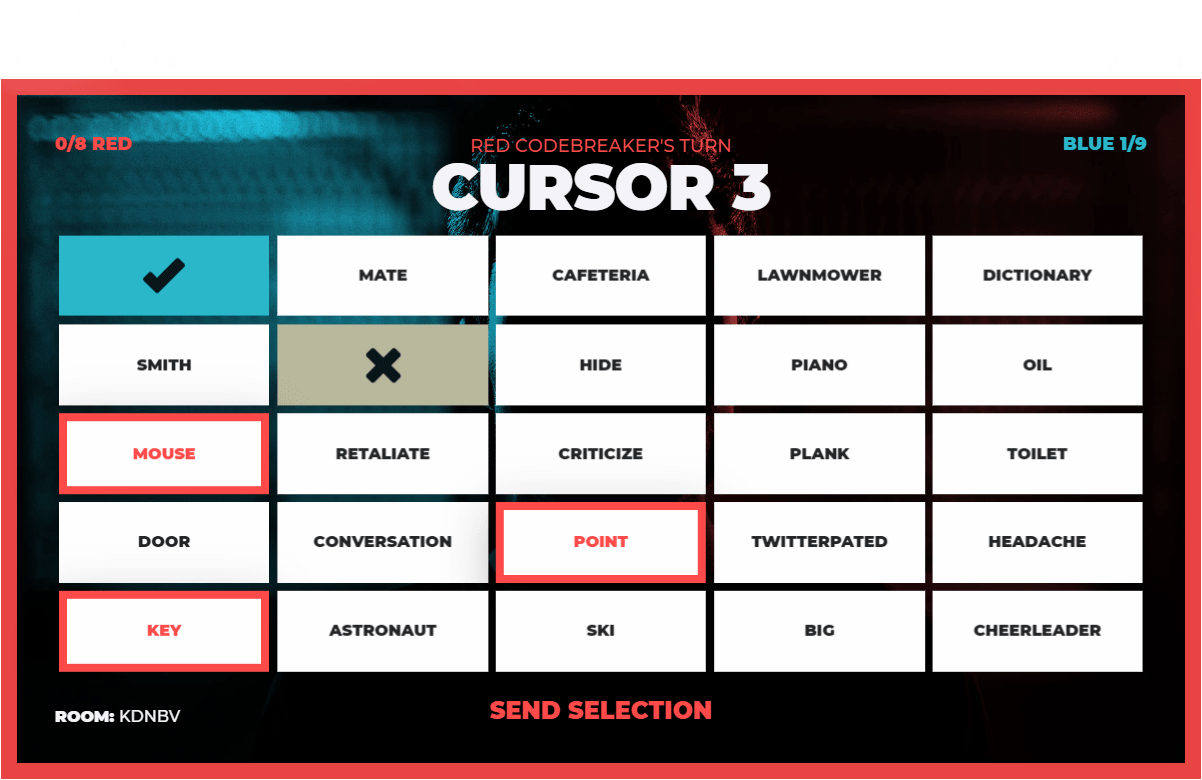 0/8 RED
RED CODEBREAKER'S TURN
BLUE 1/9
CURSOR 3
MATE
CAFETERIA
LAWNMOWER
DICTIONARY
SMITH
HIDE
PIANO
OIL
MOUSE
RETALIATE
CRITICIZE
PLANK
TOILET
DOOR
CONVERSATION
POINT
TWITTERPATED
HEADACHE
KEY
ASTRONAUT
SKI
BIG
CHEERLEADER
ROOM: KDNBV
SEND SELECTION